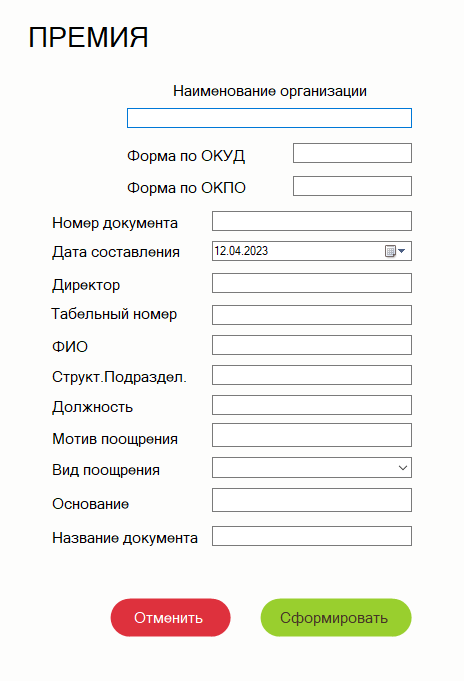 ПРЕМИЯ
Наименование организации
Форма по ОКУД
Форма по ОКПО
Номер документа
Дата составления 12.04.2023
Директор
Табельный номер
ФИО
Структ.Подраздел.
Должность
Мотив поощрения
Вид поощрения
Основание
Название документа
Отменить Сформировать